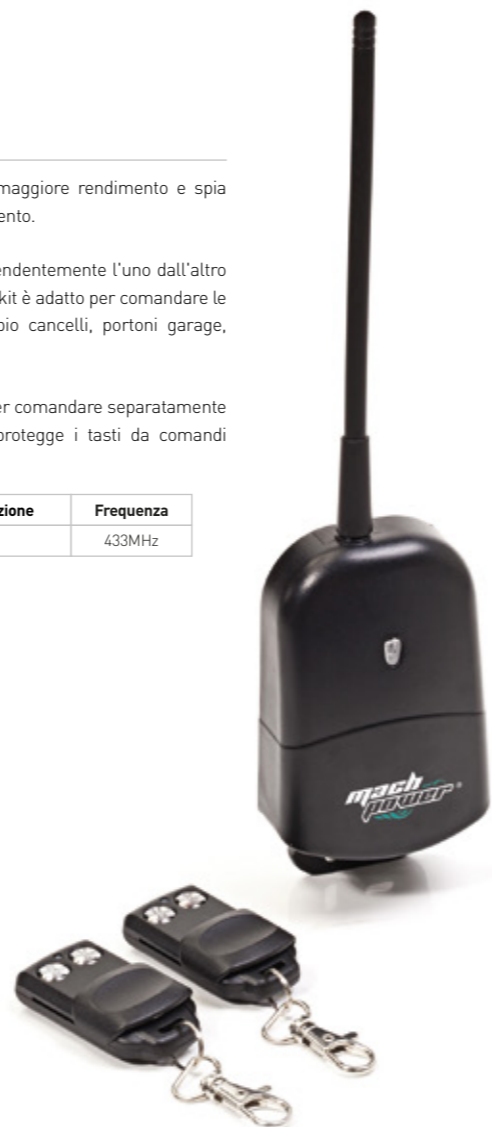 maggiore rendimento e spia
ento.
endentemente l'uno dall'altro
kit è adatto per comandare le
pio cancelli, portoni garage,
er comandare separatamente
protegge i tasti da comandi
zione Frequenza
433MHz
mach
power®